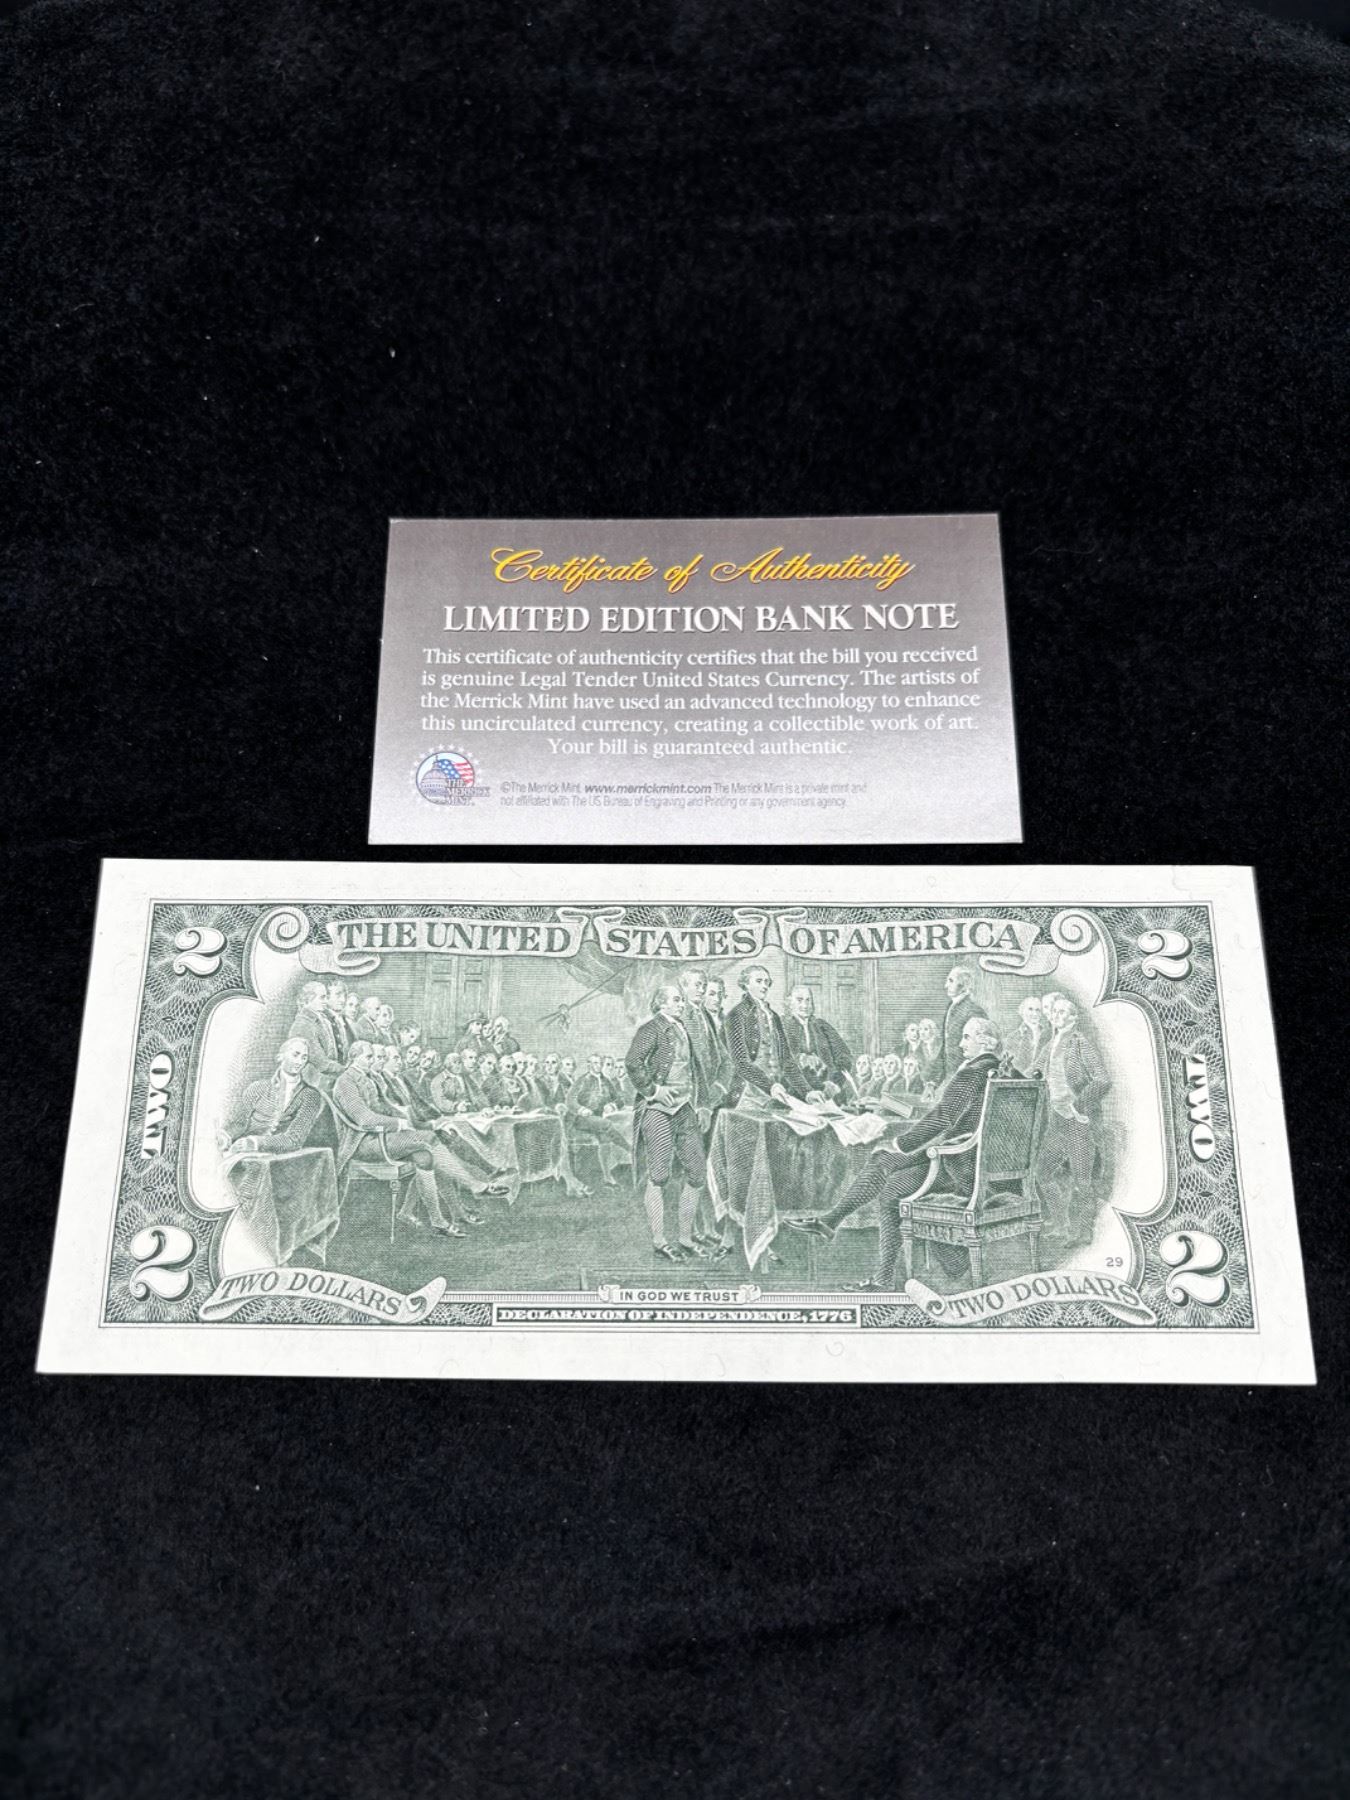 Certificate of Authenticity
LIMITED EDITION BANK NOTE
This certificate of authenticity certifies that the bill you received
is genuine Legal Tender United States Currency. The artists of
the Merrick Mint have used an advanced technology to enhance
this uncirculated currency, creating a collectible work of art.
Your bill is guaranteed authentic.
THE
MERRICK
MINT
©The Merrick Mint. www.merrickmint.com The Merrick Mint is a private mint and
not affiliated with The US Bureau of Engraving and Printing or any government agency.
2 THE UNITED STATES OF AMERICA 2
TWO
TWO
29
2 TWO DOLLARS IN GOD WE TRUST TWO DOLLARS 2
DECLARATION OF INDEPENDENCE, 1776